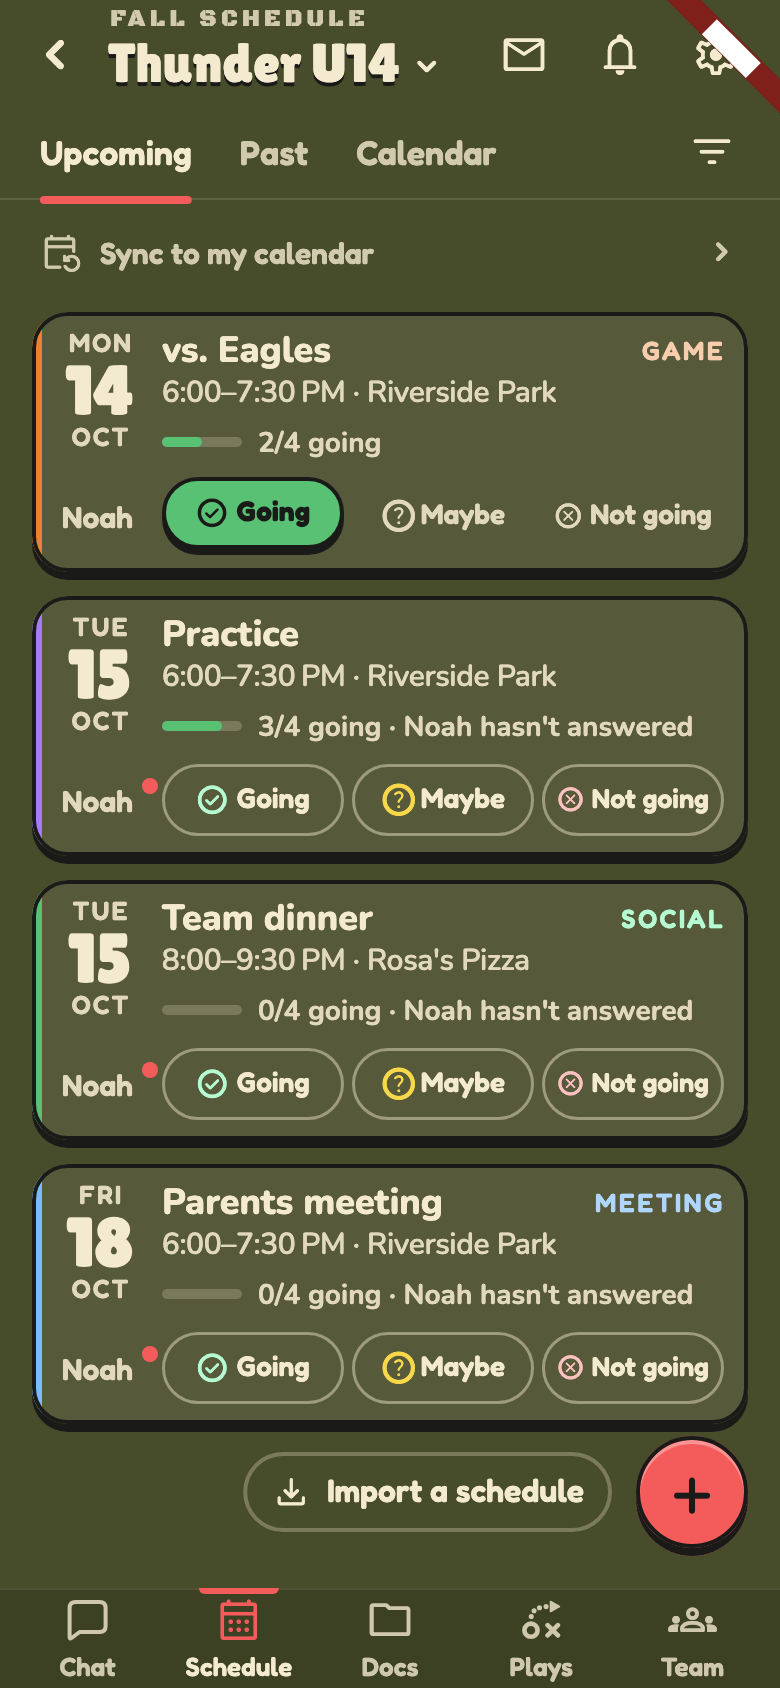 FALL SCHEDULE
Thunder U14
Upcoming Past Calendar
Sync to my calendar
MON
14
OCT
vs. Eagles
GAME
6:00–7:30 PM · Riverside Park
2/4 going
Noah Going Maybe Not going
TUE
15
OCT
Practice
6:00–7:30 PM · Riverside Park
3/4 going · Noah hasn't answered
Noah Going Maybe Not going
TUE
15
OCT
Team dinner
SOCIAL
8:00–9:30 PM · Rosa's Pizza
0/4 going · Noah hasn't answered
Noah Going Maybe Not going
FRI
18
OCT
Parents meeting
MEETING
6:00–7:30 PM · Riverside Park
0/4 going · Noah hasn't answered
Noah Going Maybe Not going
Import a schedule
Chat Schedule Docs Plays Team